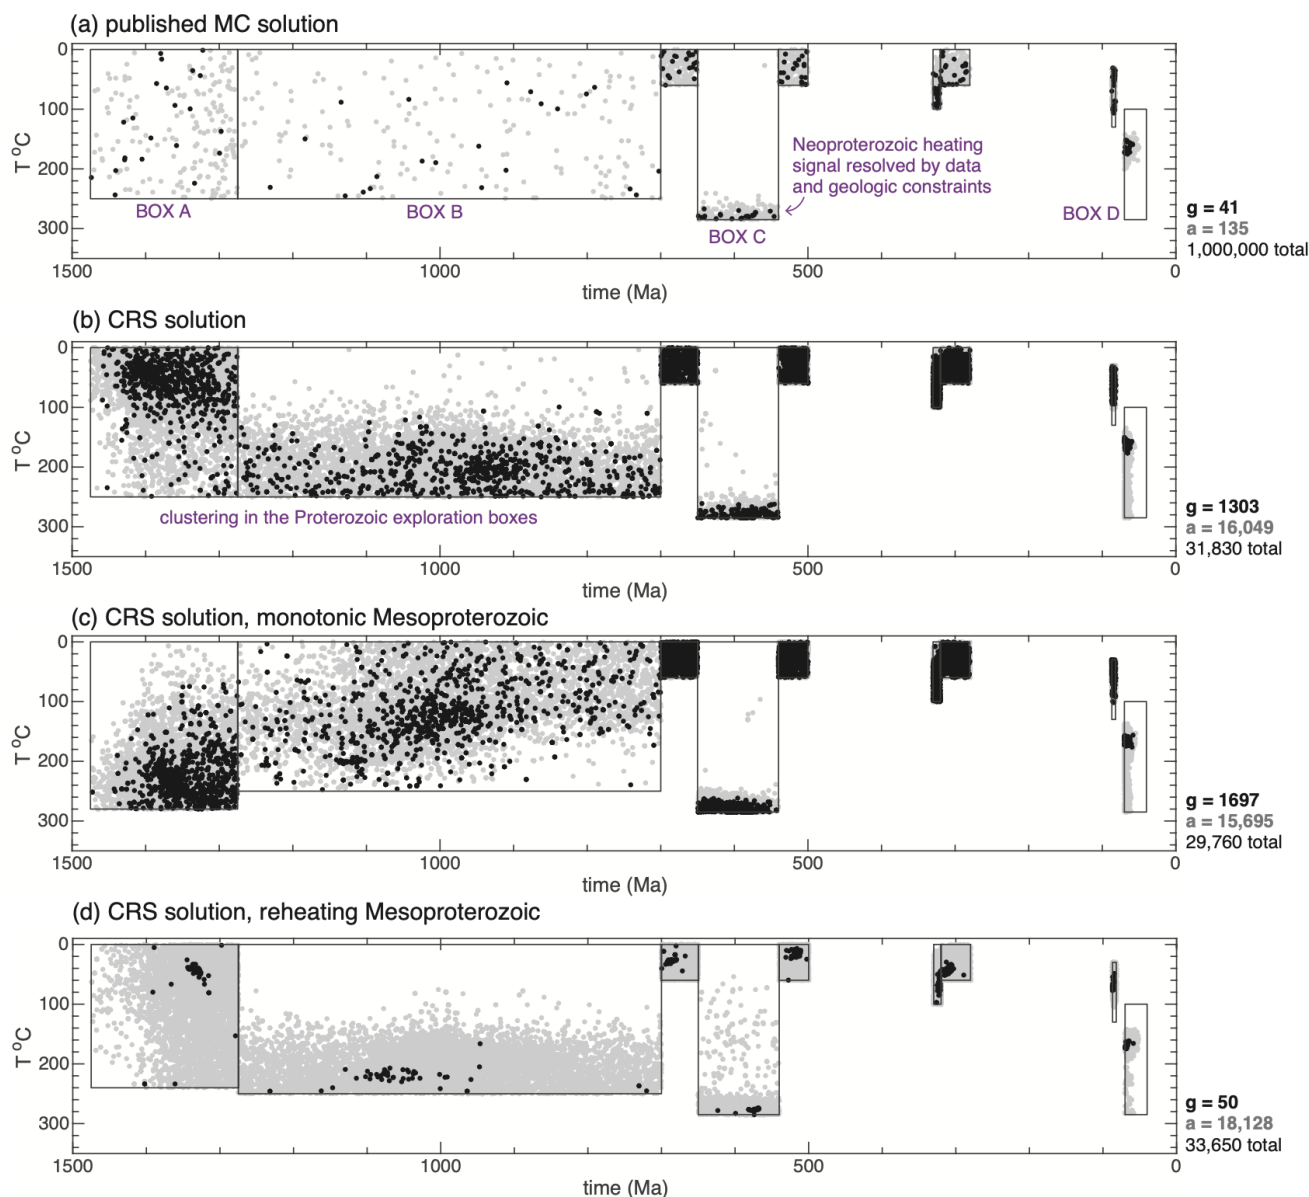 (a) published MC solution
0
100
200
300
T °C
BOX A
BOX B
BOX C
BOX D
Neoproterozoic heating
signal resolved by data
and geologic constraints
g = 41
a = 135
1,000,000 total
1500
1000
500
0
time (Ma)
(b) CRS solution
0
100
200
300
T °C
clustering in the Proterozoic exploration boxes
g = 1303
a = 16,049
31,830 total
1500
1000
500
0
time (Ma)
(c) CRS solution, monotonic Mesoproterozoic
0
100
200
300
T °C
g = 1697
a = 15,695
29,760 total
1500
1000
500
0
time (Ma)
(d) CRS solution, reheating Mesoproterozoic
0
100
200
300
T °C
g = 50
a = 18,128
33,650 total
1500
1000
500
0
time (Ma)